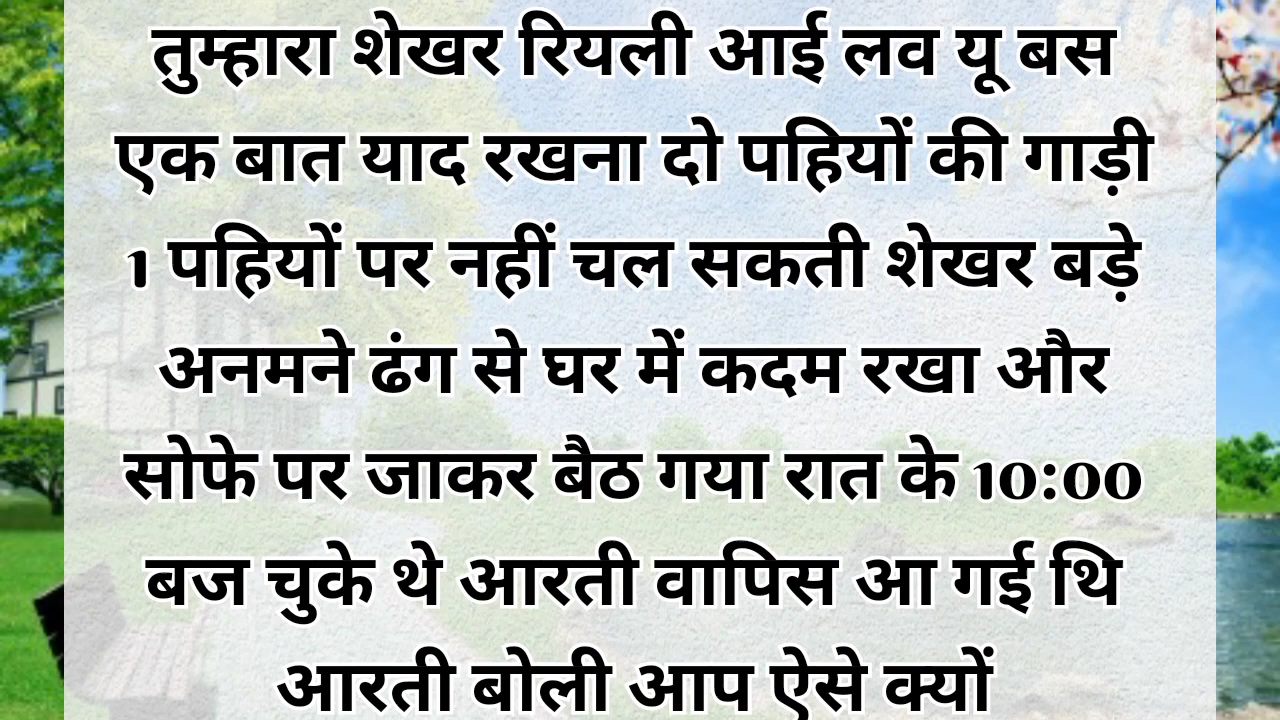 तुम्हारा शेखर रियली आई लव यू बस
एक बात याद रखना दो पहियों की गाड़ी
1 पहियों पर नहीं चल सकती शेखर बड़े
अनमने ढंग से घर में कदम रखा और
सोफे पर जाकर बैठ गया रात के 10:00
बज चुके थे आरती वापिस आ गई थि
आरती बोली आप ऐसे क्यों